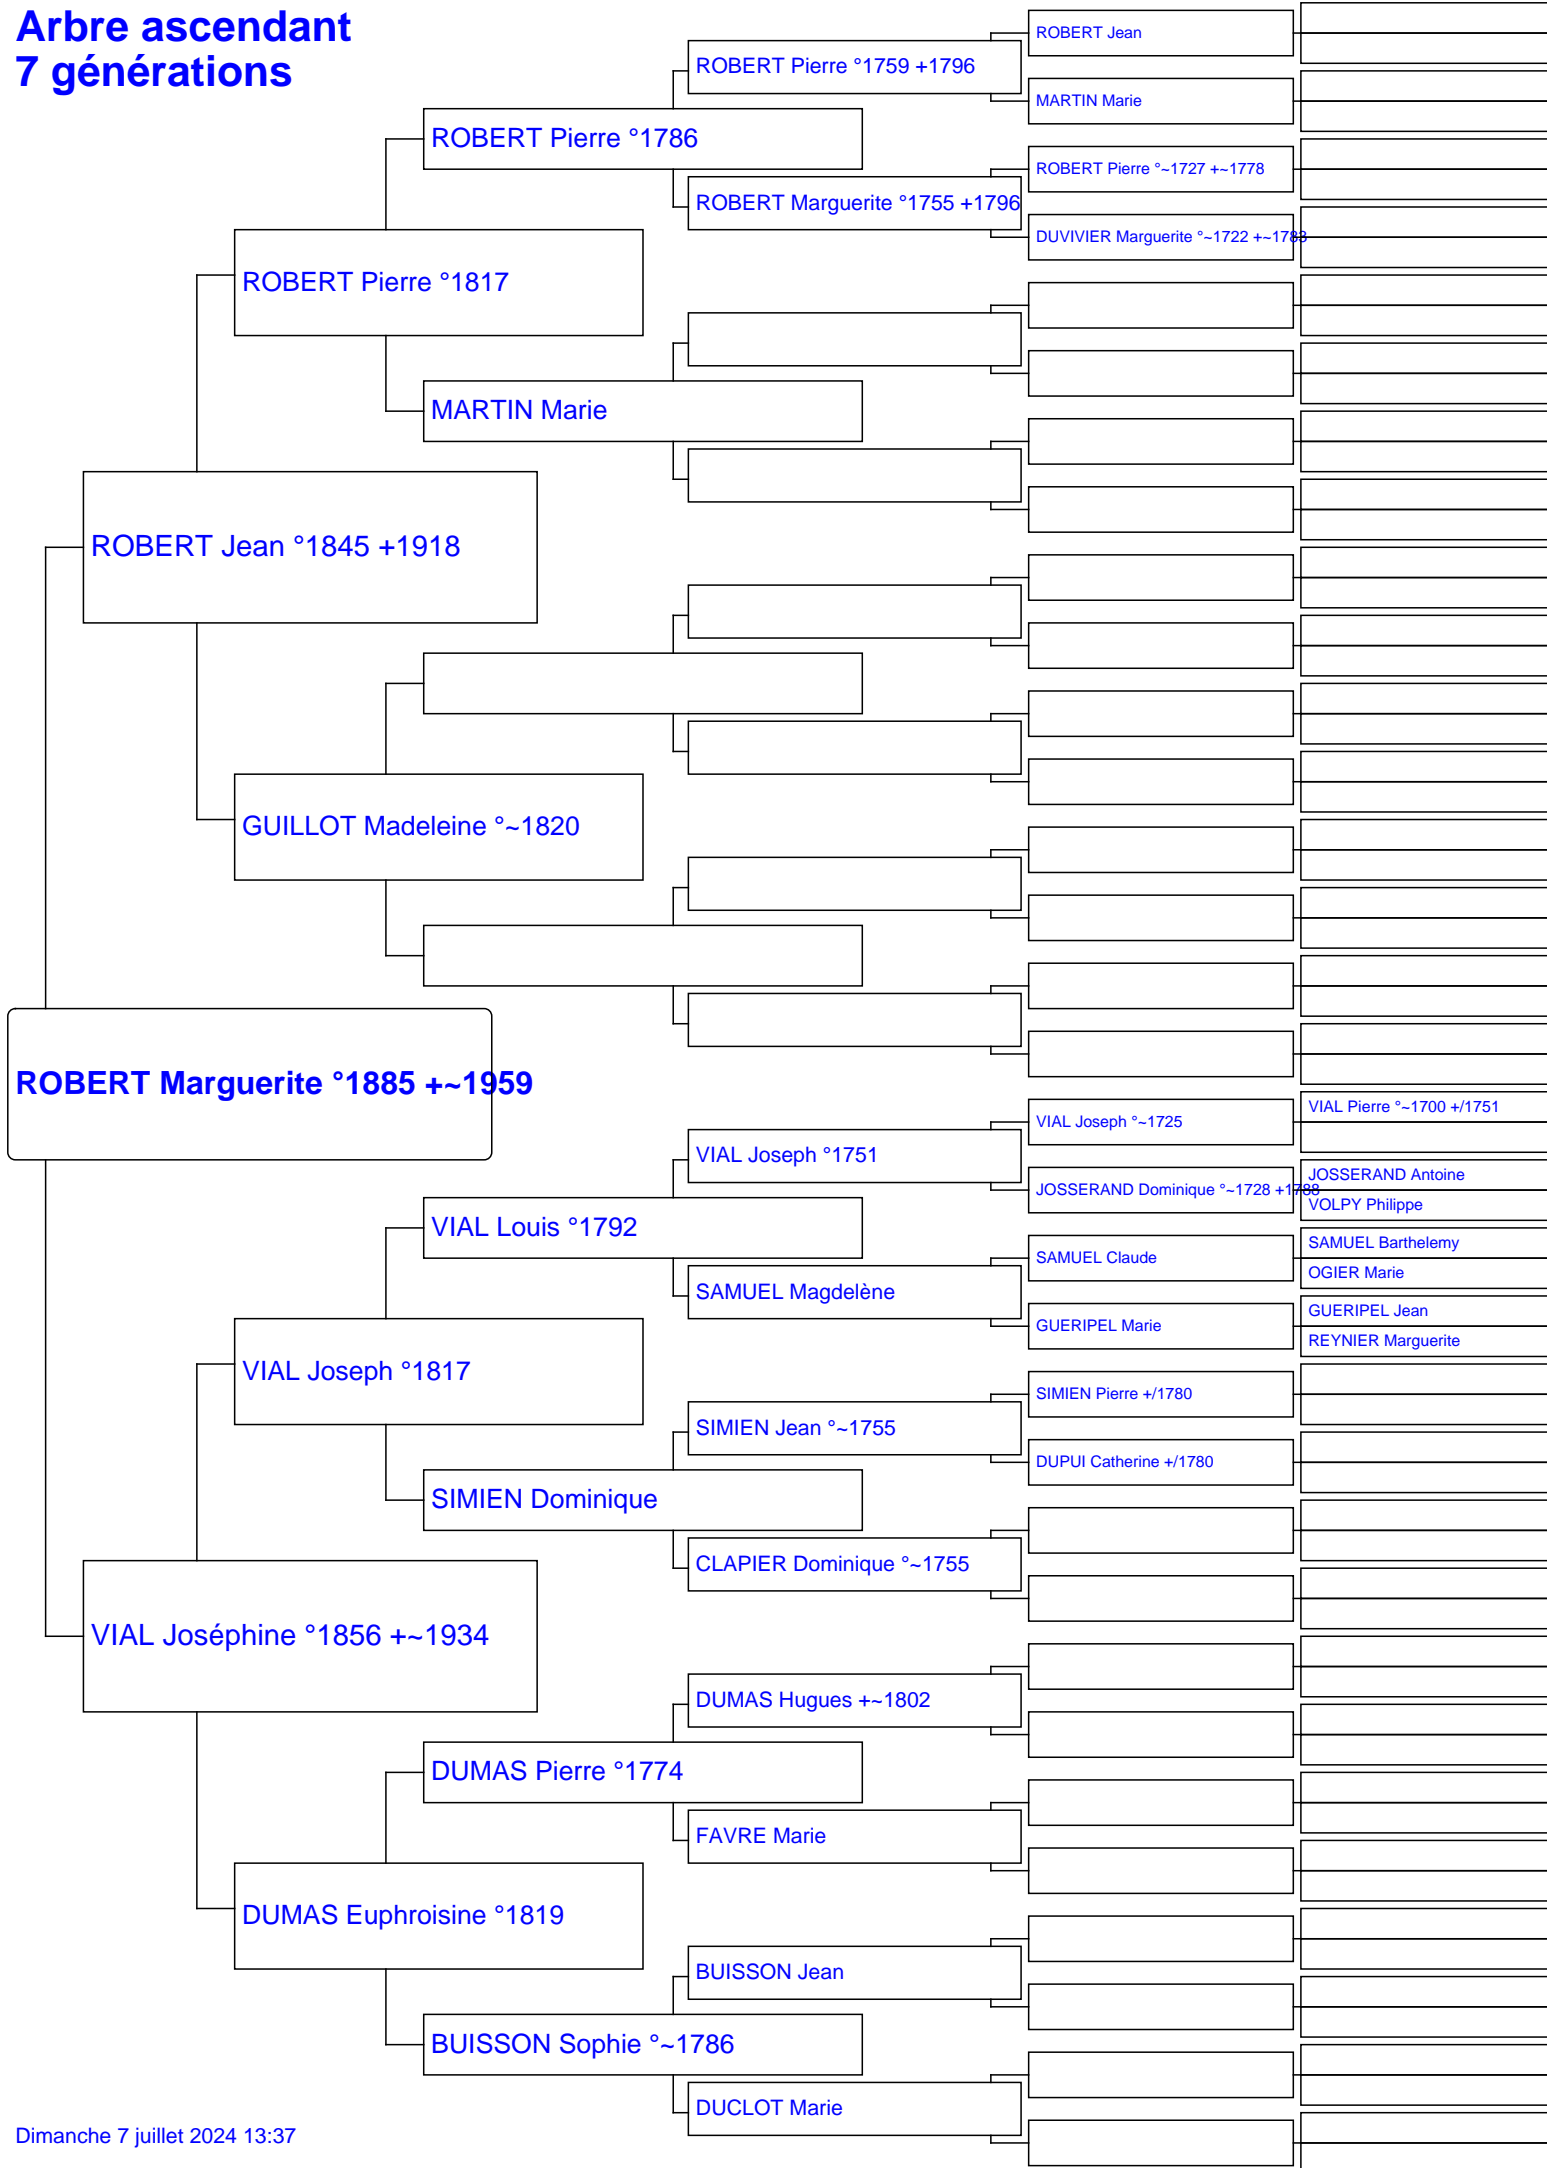 Arbre ascendant
7 générations
ROBERT Jean
ROBERT Pierre °1759 +1796
MARTIN Marie
ROBERT Pierre °1786
ROBERT Pierre °~1727 +~1778
ROBERT Marguerite °1755 +1796
DUVIVIER Marguerite °~1722 +~1783
ROBERT Pierre °1817
MARTIN Marie
ROBERT Jean °1845 +1918
GUILLOT Madeleine °~1820
ROBERT Marguerite °1885 +~1959
VIAL Pierre °~1700 +/1751
VIAL Joseph °~1725
VIAL Joseph °1751
JOSSERAND Antoine
JOSSERAND Dominique °~1728 +1788
VOLPY Philippe
VIAL Louis °1792
SAMUEL Barthelemy
SAMUEL Claude
OGIER Marie
SAMUEL Magdelène
GUERIPEL Jean
GUERIPEL Marie
REYNIER Marguerite
VIAL Joseph °1817
SIMIEN Pierre +/1780
SIMIEN Jean °~1755
DUPUI Catherine +/1780
SIMIEN Dominique
CLAPIER Dominique °~1755
VIAL Joséphine °1856 +~1934
DUMAS Hugues +~1802
DUMAS Pierre °1774
FAVRE Marie
DUMAS Euphroisine °1819
BUISSON Jean
BUISSON Sophie °~1786
DUCLOT Marie
Dimanche 7 juillet 2024 13:37